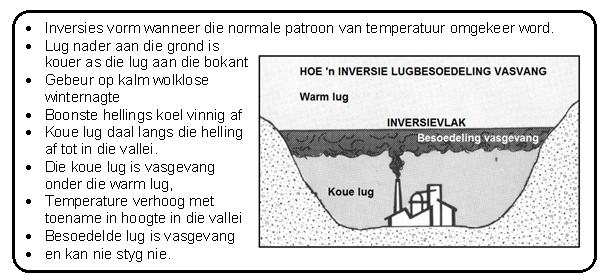 • Inversies vorm wanneer die normale patroon van temperatuur omgekeer word.
• Lug nader aan die grond is
kouer as die lug aan die bokant
• Gebeur op kalm wolklose
winternagte
• Boonste hellings koel vinnig af
• Koue lug daal langs die helling
af tot in die vallei.
• Die koue lug is vasgevang
onder die warm lug,
• Temperature verhoog met
toename in hoogte in die vallei
• Besoedelde lug is vasgevang
• en kan nie styg nie.
HOE 'n INVERSIE LUGBESOEDELING VASVANG
Warm lug
INVERSIEVLAK
Besoedeling vasgevang
Koue lug